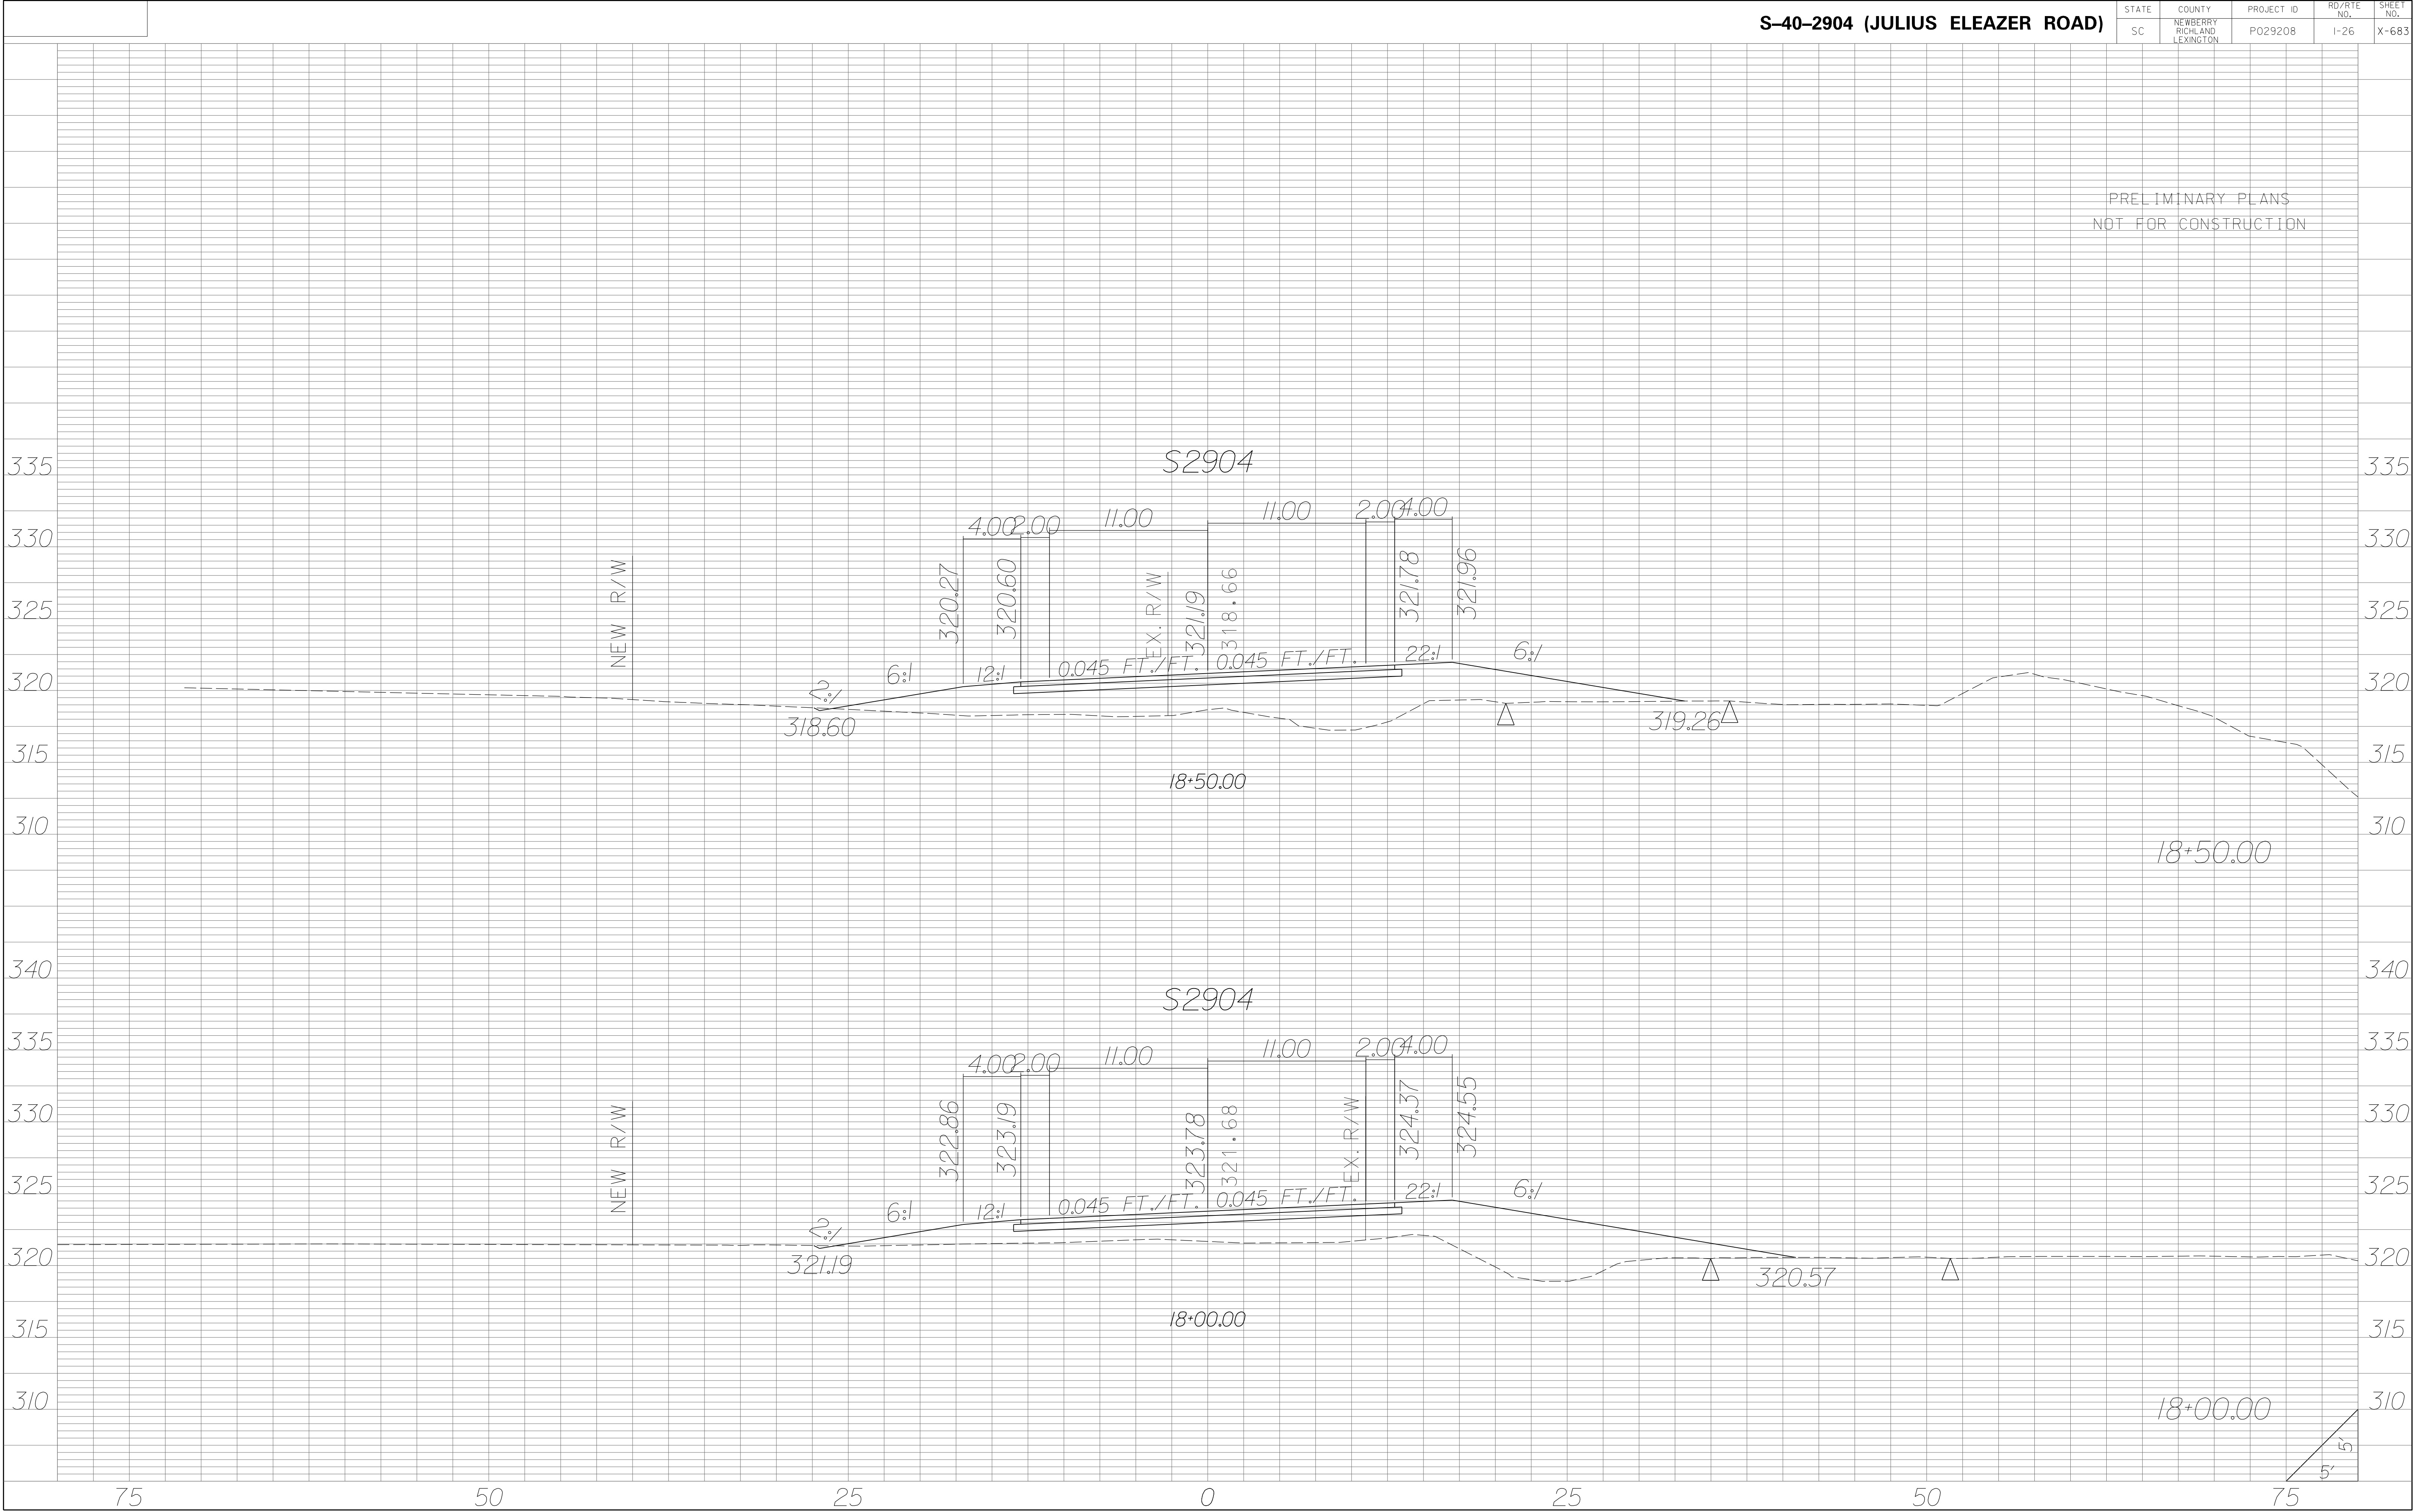 S–40–2904 (JULIUS ELEAZER ROAD)
STATE COUNTY PROJECT ID RD/RTE NO. SHEET NO.
SC NEWBERRY RICHLAND LEXINGTON P029208 I-26 X-683
PRELIMINARY PLANS
NOT FOR CONSTRUCTION
S2904
335 335
4.00 2.00 11.00 11.00 2.00 4.00
330 330
NEW R/W 320.27 320.60 EX. R/W 321.19 318.66 321.78 321.96
325 325
2:1 6:1 12:1 0.045 FT./FT. 0.045 FT./FT. 22:1 6:1
320 320
318.60 319.26
315 315
18+50.00
310 310
18+50.00
340 340
S2904
335 335
4.00 2.00 11.00 11.00 2.00 4.00
330 330
NEW R/W 322.86 323.19 323.78 321.68 EX. R/W 324.37 324.55
325 325
2:1 6:1 12:1 0.045 FT./FT. 0.045 FT./FT. 22:1 6:1
320 320
321.19 320.57
315 315
18+00.00
310 310
18+00.00
5'
5'
75 50 25 0 25 50 75